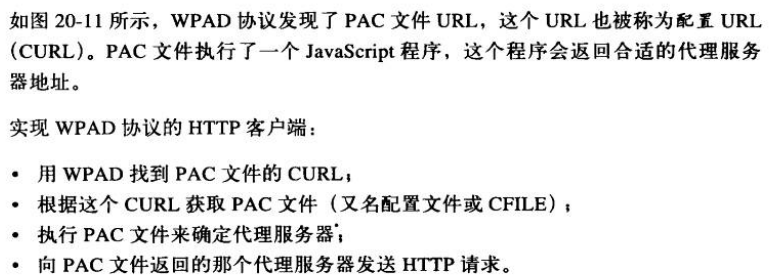 如图 20-11 所示，WPAD 协议发现了 PAC 文件 URL，这个 URL 也被称为配置 URL
（CURL）。PAC 文件执行了一个 JavaScript 程序，这个程序会返回合适的代理服务
器地址。
实现 WPAD 协议的 HTTP 客户端：
• 用 WPAD 找到 PAC 文件的 CURL；
• 根据这个 CURL 获取 PAC 文件（又名配置文件或 CFILE）；
• 执行 PAC 文件来确定代理服务器；
• 向 PAC 文件返回的那个代理服务器发送 HTTP 请求。